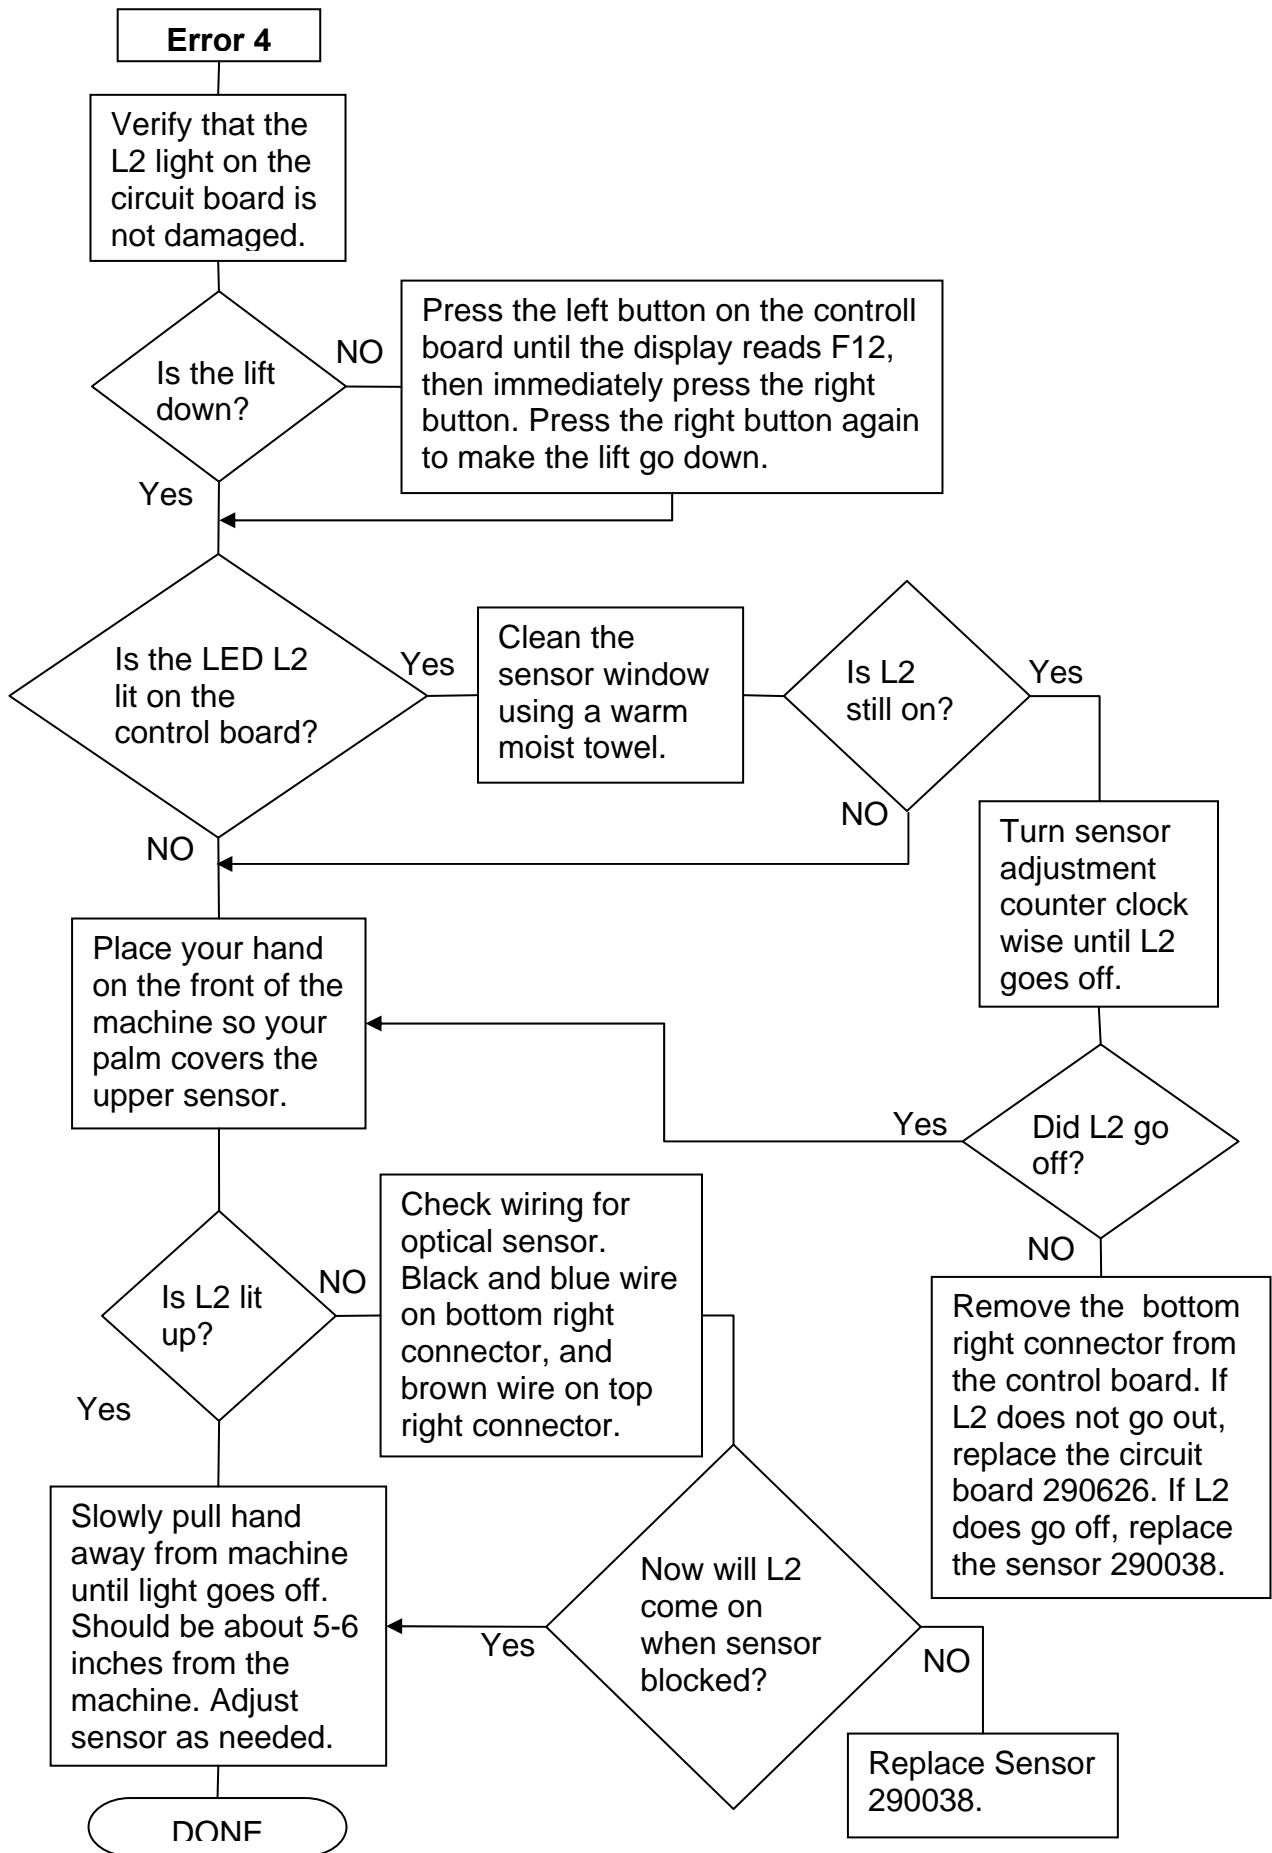 Error 4
Verify that the
L2 light on the
circuit board is
not damaged.
Is the lift
down?
NO
Press the left button on the controll
board until the display reads F12,
then immediately press the right
button. Press the right button again
to make the lift go down.
Yes
Is the LED L2
lit on the
control board?
Yes
Clean the
sensor window
using a warm
moist towel.
Is L2
still on?
Yes
NO
NO
Turn sensor
adjustment
counter clock
wise until L2
goes off.
Place your hand
on the front of the
machine so your
palm covers the
upper sensor.
Did L2 go
off?
Yes
NO
Remove the  bottom
right connector from
the control board. If
L2 does not go out,
replace the circuit
board 290626. If L2
does go off, replace
the sensor 290038.
Is L2 lit
up?
NO
Check wiring for
optical sensor.
Black and blue wire
on bottom right
connector, and
brown wire on top
right connector.
Yes
Slowly pull hand
away from machine
until light goes off.
Should be about 5-6
inches from the
machine. Adjust
sensor as needed.
Now will L2
come on
when sensor
blocked?
Yes
NO
Replace Sensor
290038.
DONE